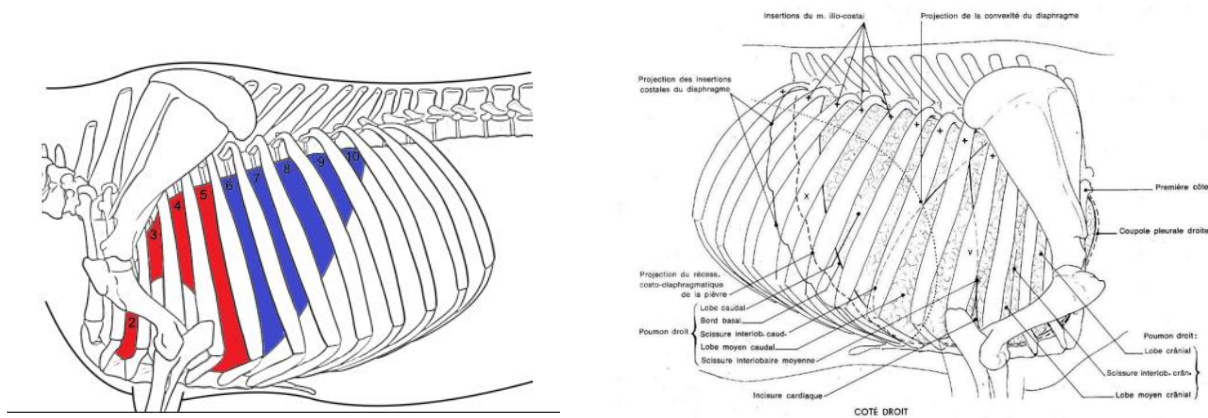 2
3
4
5
6
7
8
9
10
Insertions du m. ilio-costal
Projection de la convexité du diaphragme
Projection des insertions
costales du diaphragme
Première côte
Coupole pleurale droite
Projection du récess.
costo-diaphragmatique
de la plèvre
Poumon droit
Lobe caudal
Bord basal
Scissure interlob. caud.
Lobe moyen caudal
Scissure interlobaire moyenne
Incisure cardiaque
Poumon droit:
Lobe crânial
Scissure interlob. crân.
Lobe moyen crânial
X
V
COTÉ DROIT